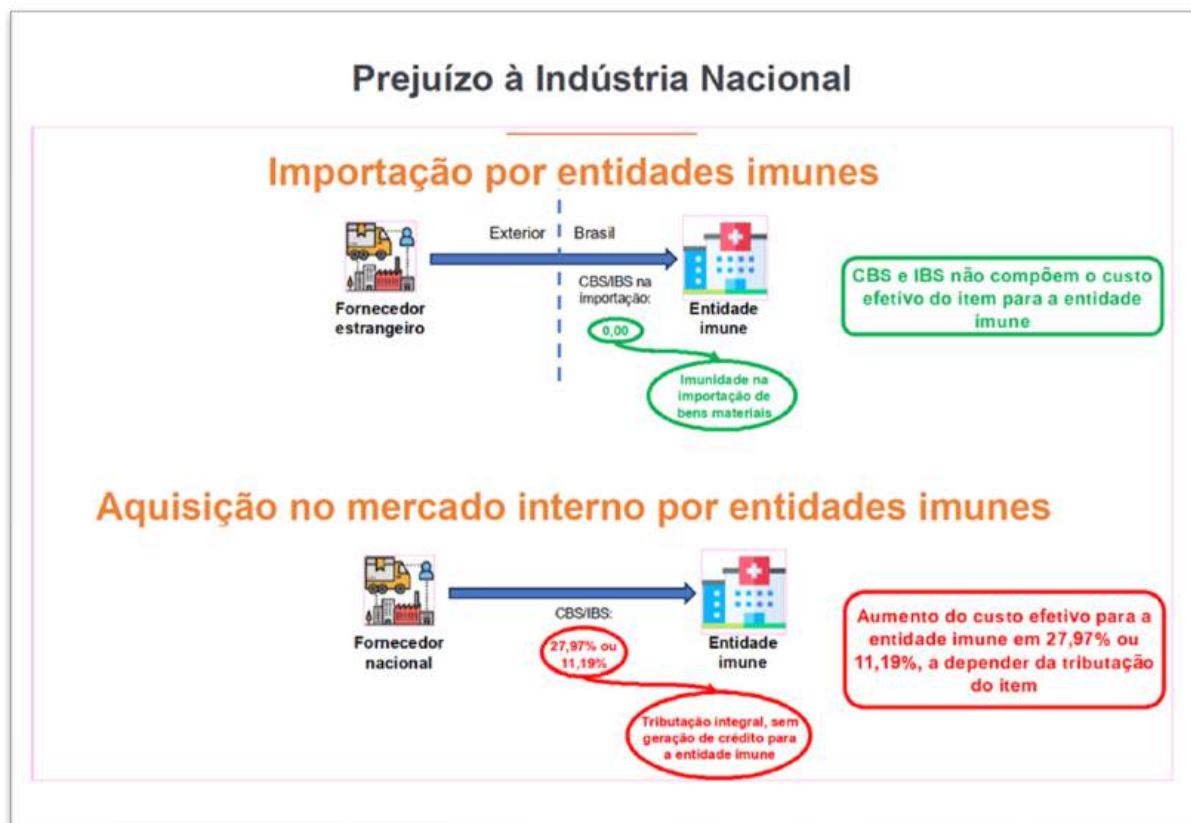 Prejuízo à Indústria Nacional
Importação por entidades imunes
Exterior
Brasil
CBS/IBS na
importação:
0,00
Fornecedor
estrangeiro
Entidade
imune
Imunidade na
importação de
bens materiais
CBS e IBS não compõem o custo
efetivo do item para a entidade
imune
Aquisição no mercado interno por entidades imunes
CBS/IBS:
27,97% ou
11,19%
Fornecedor
nacional
Entidade
imune
Tributação integral, sem
geração de crédito para
a entidade imune
Aumento do custo efetivo para a
entidade imune em 27,97% ou
11,19%, a depender da tributação
do item